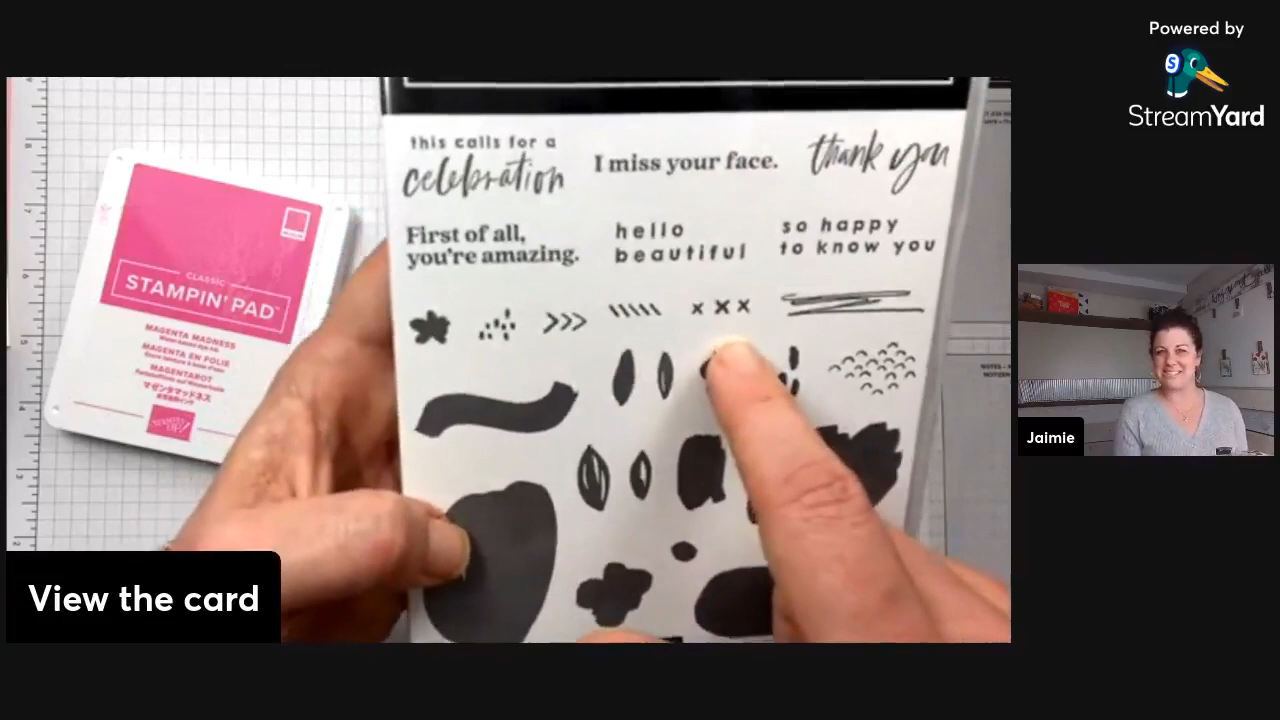 Powered by
StreamYard
this calls for a
celebration
I miss your face.
thank you
First of all,
you're amazing.
hello
beautiful
so happy
to know you
x x x
CLASSIC
STAMPIN' PAD
MAGENTA MADNESS
MAGENTA EN FOLIE
MAGENTAROT
マゼンタマッドネス
STAMPIN' UP!
View the card
Jaimie